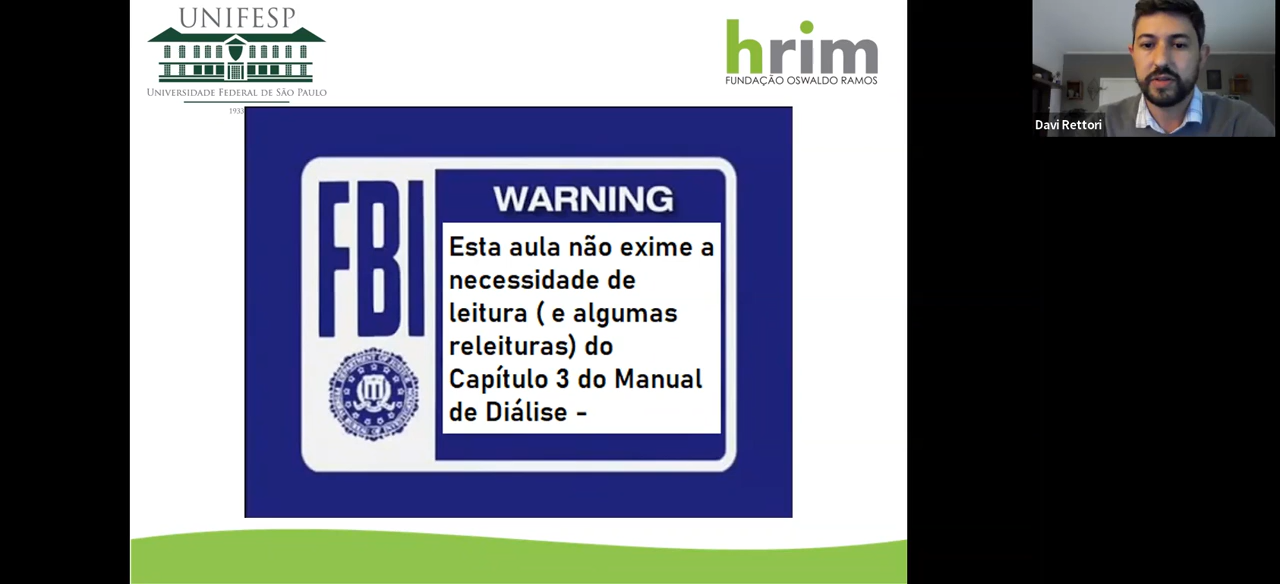 UNIFESP
UNIVERSIDADE FEDERAL DE SÃO PAULO
1933
hrim
FUNDAÇÃO OSWALDO RAMOS
Davi Rettori
FBI
WARNING
Esta aula não exime a
necessidade de
leitura ( e algumas
releituras) do
Capítulo 3 do Manual
de Diálise -